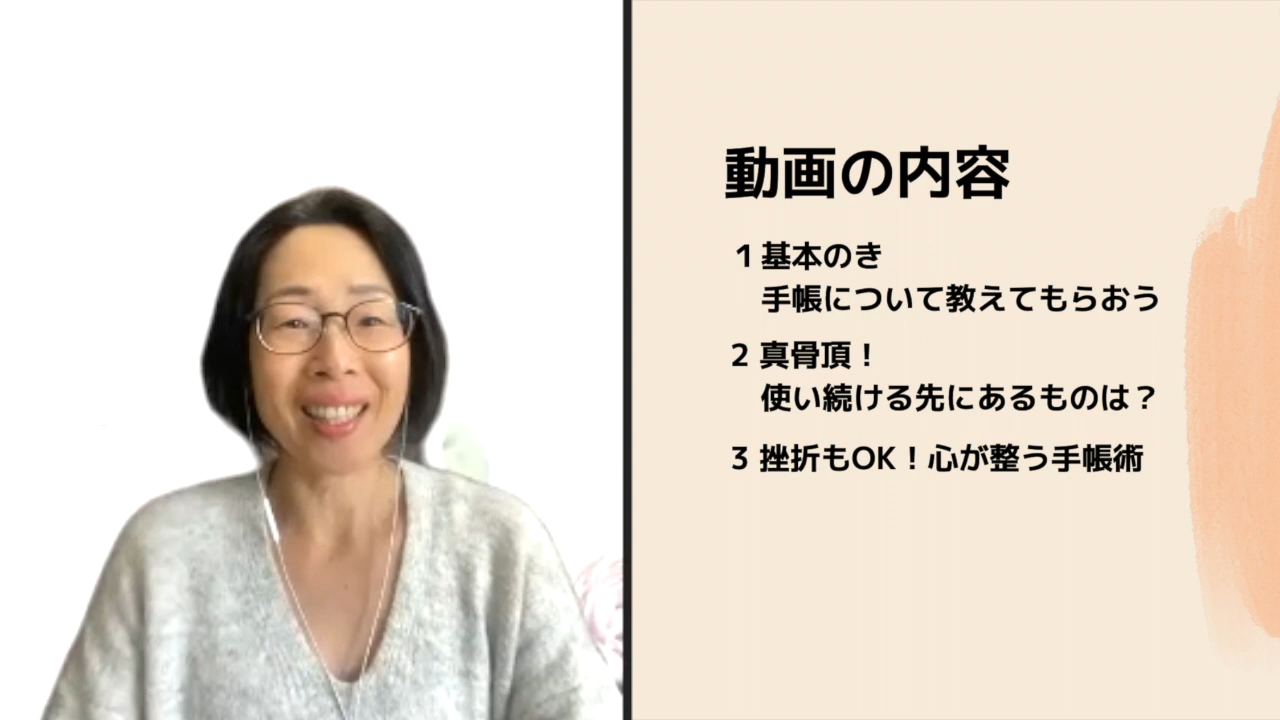 動画の内容
1 基本のき
手帳について教えてもらおう
2 真骨頂！
使い続ける先にあるものは？
3 挫折もOK！心が整う手帳術